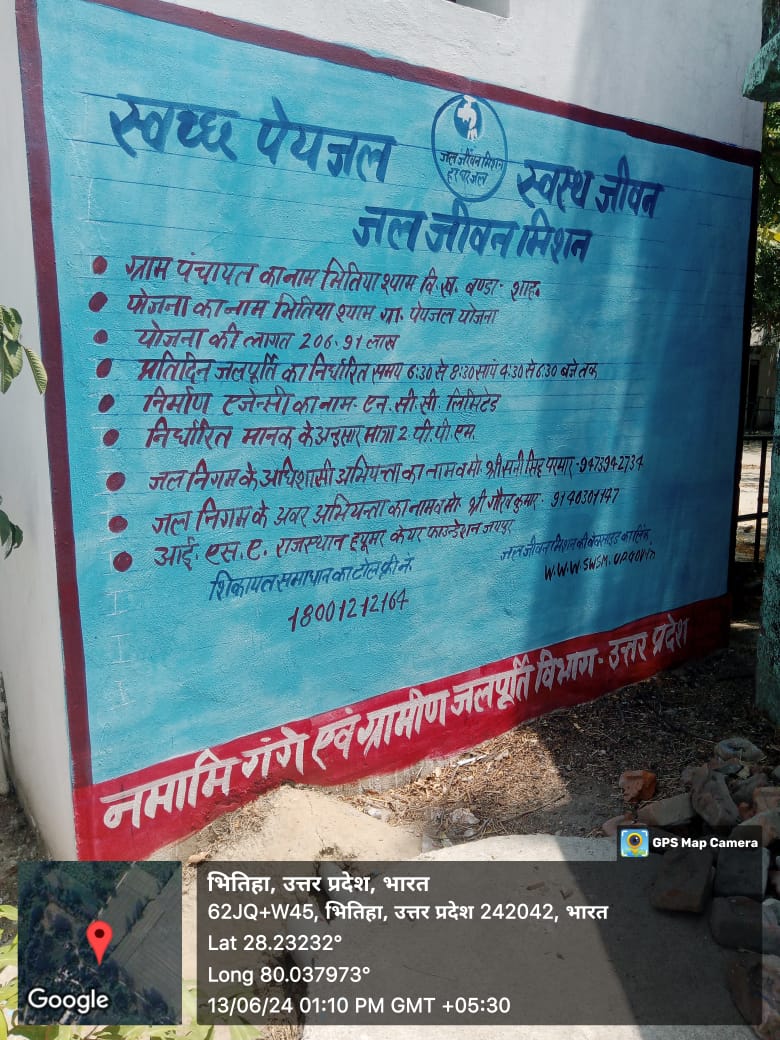 स्वच्छ पेयजल
जल जीवन मिशन
हर घर जल
स्वस्थ जीवन
जल जीवन मिशन
ग्राम पंचायत का नाम भितिया श्याम वि.ख. बण्डा- शाह.
योजना का नाम भितिया श्याम ग्रा. पेयजल योजना
योजना की लागत 206.91 लाख
प्रतिदिन जलपूर्ति का निर्धारित समय 6:30 से 8:30 सायं 4:30 से 6:30 बजे तक
निर्माण एजेन्सी का नाम- एन.सी.सी. लिमिटेड
निर्धारित मानक के अनुसार मात्रा 2 पी.पी.एम.
जल निगम के अधिशासी अभियन्ता का नाम व मो. श्री सिंह परमार-9473942734
जल निगम के अवर अभियन्ता का नाम व मो. श्री गौरव कुमार- 9140301147
आई. एस. ए. राजस्थान केयर फाउन्डेशन जयपुर
शिकायत समाधान का टोल फ्री नं.
18001212164
जल जीवन मिशन की वेबसाइट का लिंक
W.W.W.SWSM.UP.GOV.IN
नमामि गंगे एवं ग्रामीण जलपूर्ति विभाग- उत्तर प्रदेश
GPS Map Camera
भितिहा, उत्तर प्रदेश, भारत
62JQ+W45, भितिहा, उत्तर प्रदेश 242042, भारत
Lat 28.23232°
Long 80.037973°
13/06/24 01:10 PM GMT +05:30
Google